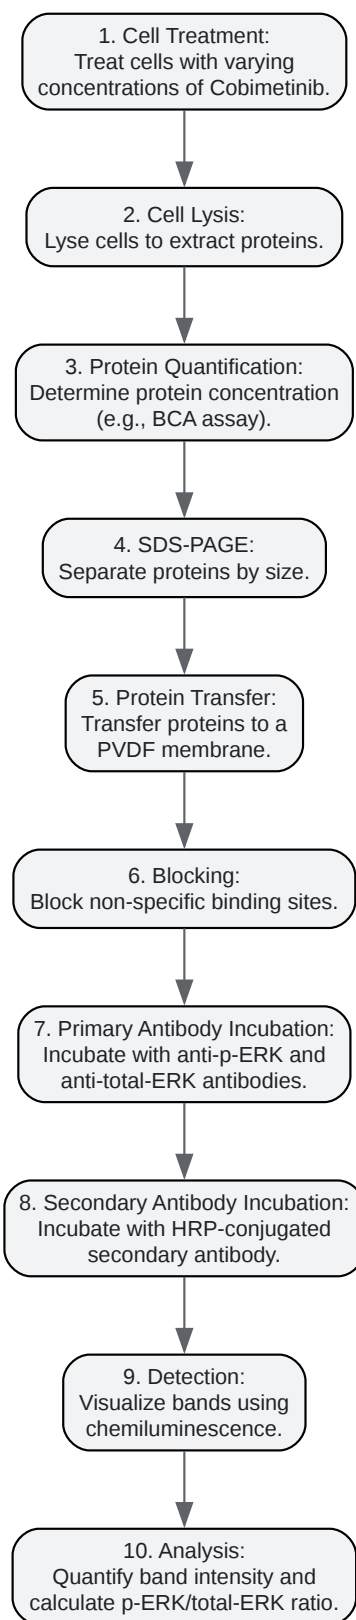 1. Cell Treatment:
Treat cells with varying
concentrations of Cobimetinib.
2. Cell Lysis:
Lyse cells to extract proteins.
3. Protein Quantification:
Determine protein concentration
(e.g., BCA assay).
4. SDS-PAGE:
Separate proteins by size.
5. Protein Transfer:
Transfer proteins to a
PVDF membrane.
6. Blocking:
Block non-specific binding sites.
7. Primary Antibody Incubation:
Incubate with anti-p-ERK and
anti-total-ERK antibodies.
8. Secondary Antibody Incubation:
Incubate with HRP-conjugated
secondary antibody.
9. Detection:
Visualize bands using
chemiluminescence.
10. Analysis:
Quantify band intensity and
calculate p-ERK/total-ERK ratio.